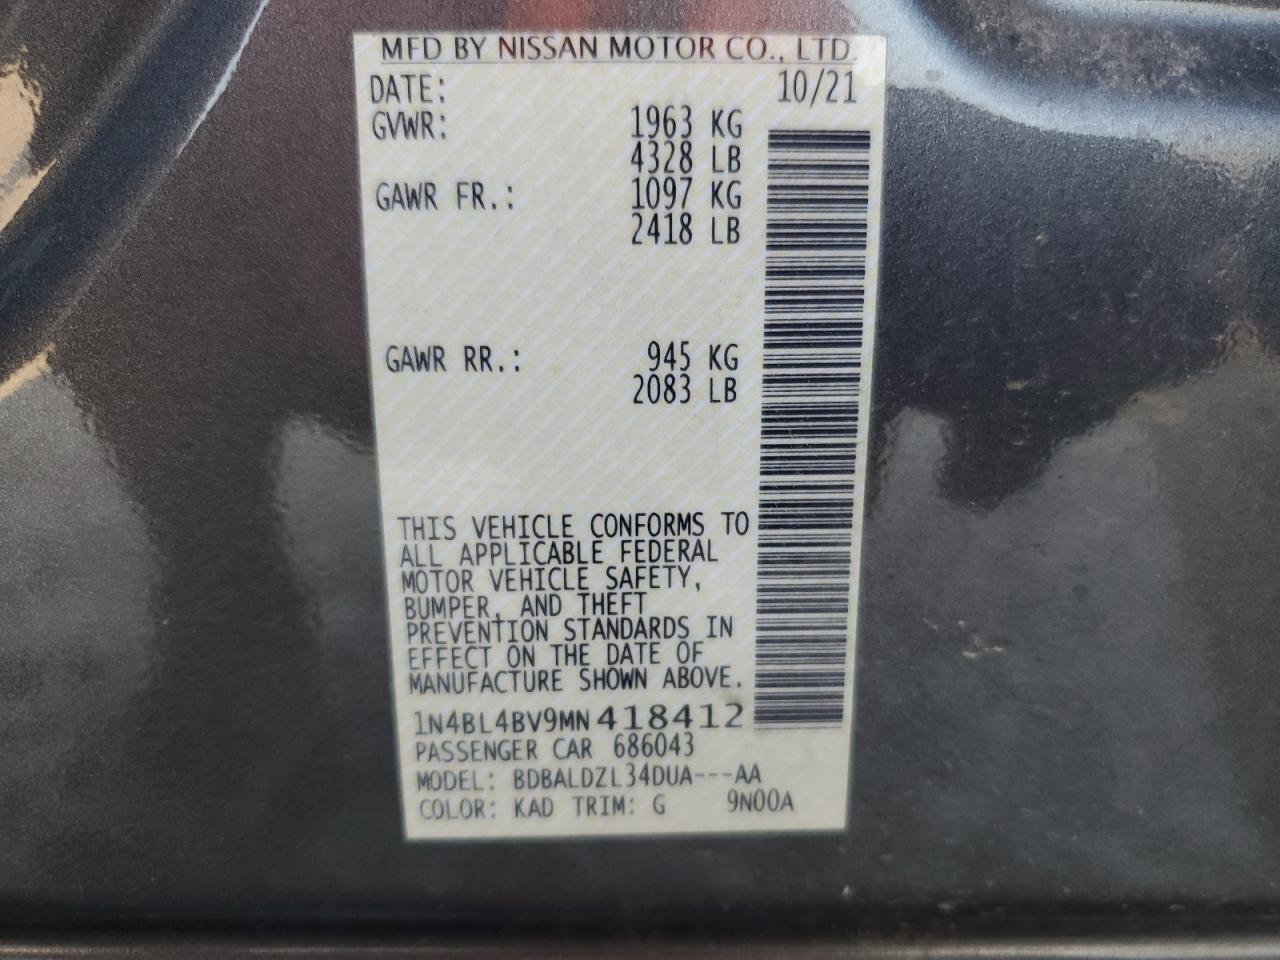 MFD BY NISSAN MOTOR CO., LTD.
DATE: 10/21
GVWR: 1963 KG
4328 LB
GAWR FR.: 1097 KG
2418 LB
GAWR RR.: 945 KG
2083 LB
THIS VEHICLE CONFORMS TO
ALL APPLICABLE FEDERAL
MOTOR VEHICLE SAFETY,
BUMPER, AND THEFT
PREVENTION STANDARDS IN
EFFECT ON THE DATE OF
MANUFACTURE SHOWN ABOVE.
1N4BL4BV9MN418412
PASSENGER CAR 686043
MODEL: BDBALDZL34DUA---AA
COLOR: KAD TRIM: G 9N00A